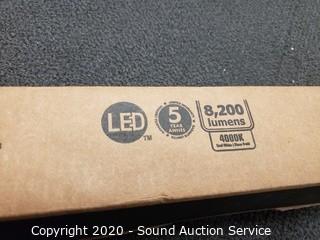 LED
TM
5
YEAR
8,200
lumens
4000K
Copyright © 2020 - Sound Auction Service